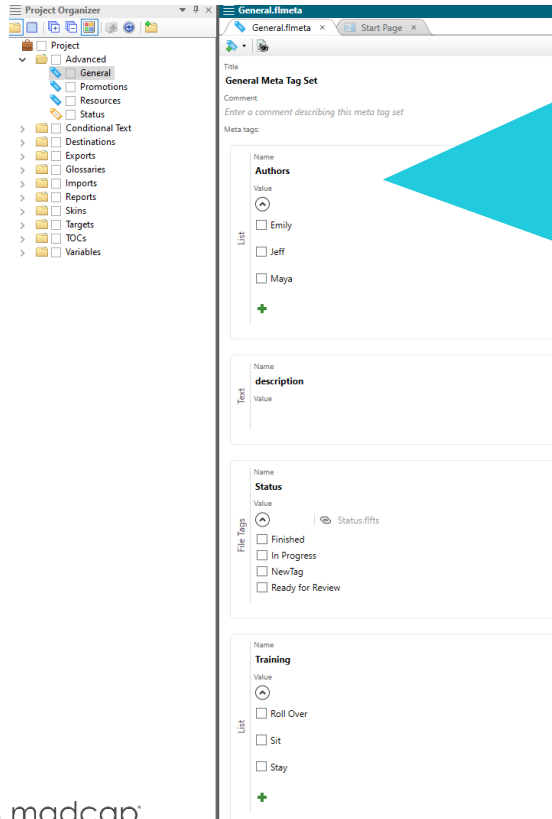 Project Organizer
Project
Advanced
General
Promotions
Resources
Status
Conditional Text
Destinations
Exports
Glossaries
Imports
Reports
Skins
Targets
TOCs
Variables
General.flmeta
General.flmeta × Start Page ×
Title
General Meta Tag Set
Comment
Enter a comment describing this meta tag set
Meta tags:
Name
Authors
Value
List
Emily
Jeff
Maya
Name
description
Text
Value
Name
Status
Value
Status.flfts
File Tags
Finished
In Progress
NewTag
Ready for Review
Name
Training
Value
List
Roll Over
Sit
Stay
madcap